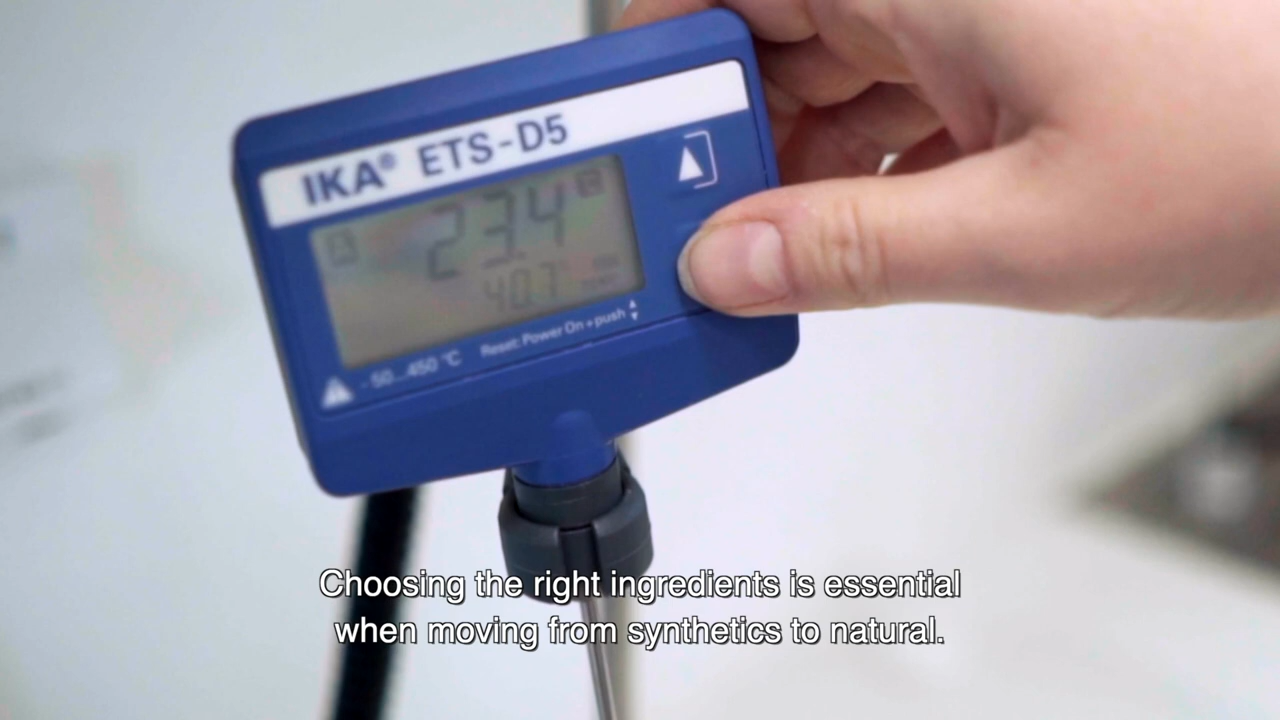 IKA® ETS-D5
23.4
40.7
-50...450 °C Reset: Power On + push
Choosing the right ingredients is essential
when moving from synthetics to natural.